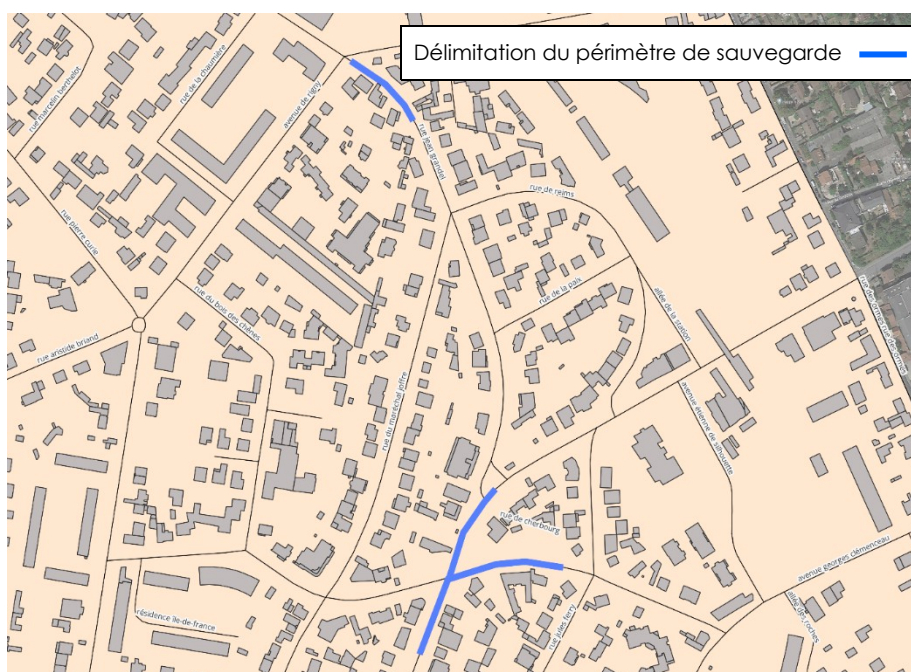 Délimitation du périmètre de sauvegarde
rue marcelin berthelot
rue de la chaumière
avenue de rigny
rue jean grandel
rue de reims
rue pierre curie
rue de la paix
rue du bois des chênes
allée de la station
rue aristide briand
rue du maréchal joffre
avenue etienne de silhouette
rue de cherbourg
avenue georges clémenceau
résidence île-de-france
rue jules ferry
allée des roches